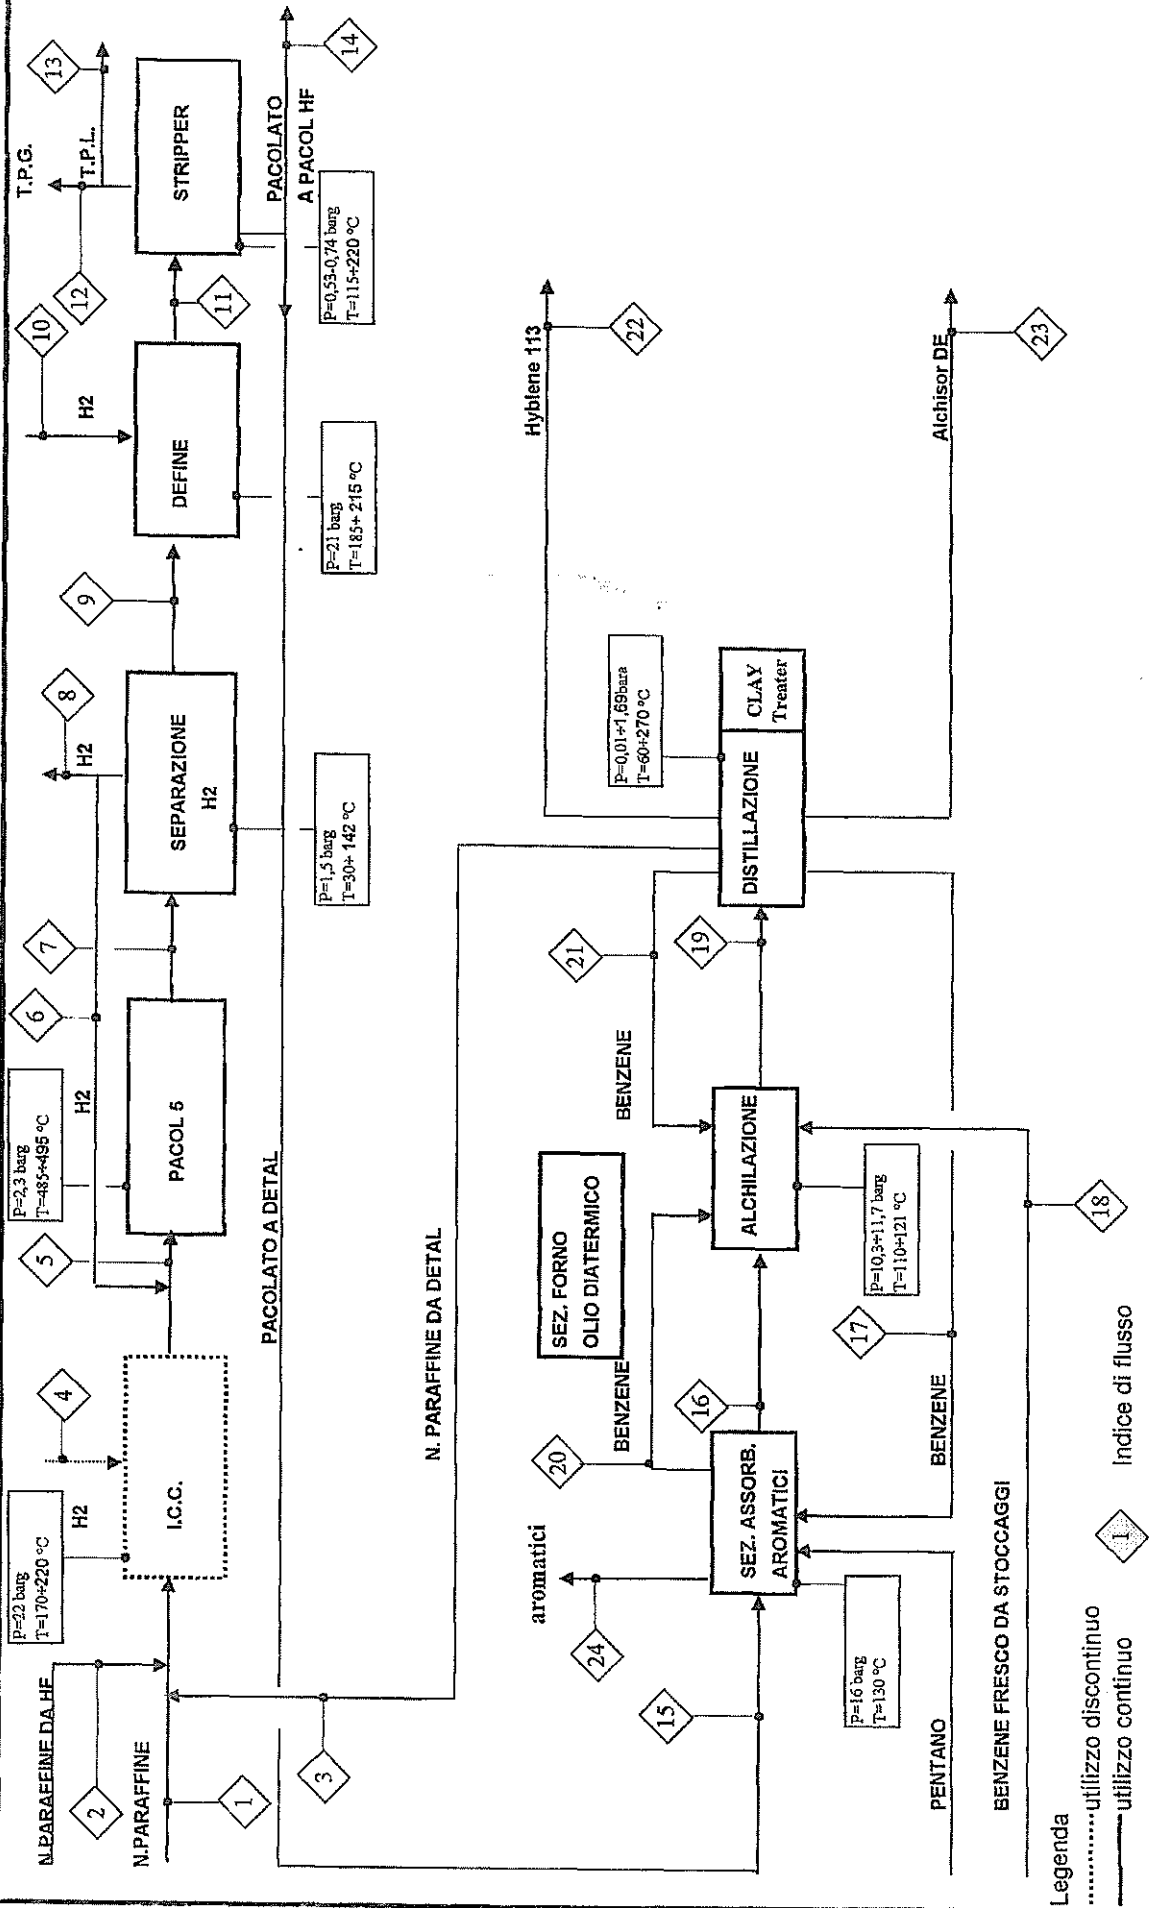 N.PARAFFINE DA HF
2
N.PARAFFINE
1
3
P=22 barg
T=170÷220 °C
H2
4
I.C.C.
5
P=2,3 barg
T=485÷495 °C
H2
6
PACOL 5
7
H2
8
SEPARAZIONE
H2
P=1,5 barg
T=30÷ 142 °C
9
H2
10
DEFINE
P=21 barg
T=185÷ 215 °C
11
12
T.P.G.
T.P.L.
13
STRIPPER
P=0,53-0,74 barg
T=115÷220 °C
PACOLATO
A PACOL HF
14
PACOLATO A DETAL
N. PARAFFINE DA DETAL
15
aromatici
24
SEZ. ASSORB.
AROMATICI
P=16 barg
T=130 °C
20
BENZENE
16
SEZ. FORNO
OLIO DIATERMICO
BENZENE
21
ALCHILAZIONE
P=10,3÷11,7 barg
T=110÷121 °C
19
P=0,01÷1,69bara
T=60÷270 °C
DISTILLAZIONE
CLAY
Treater
Hyblene 113
22
Alchisor DE
23
PENTANO
BENZENE
17
BENZENE FRESCO DA STOCCAGGI
18
Legenda
utilizzo discontinuo
utilizzo continuo
1
Indice di flusso